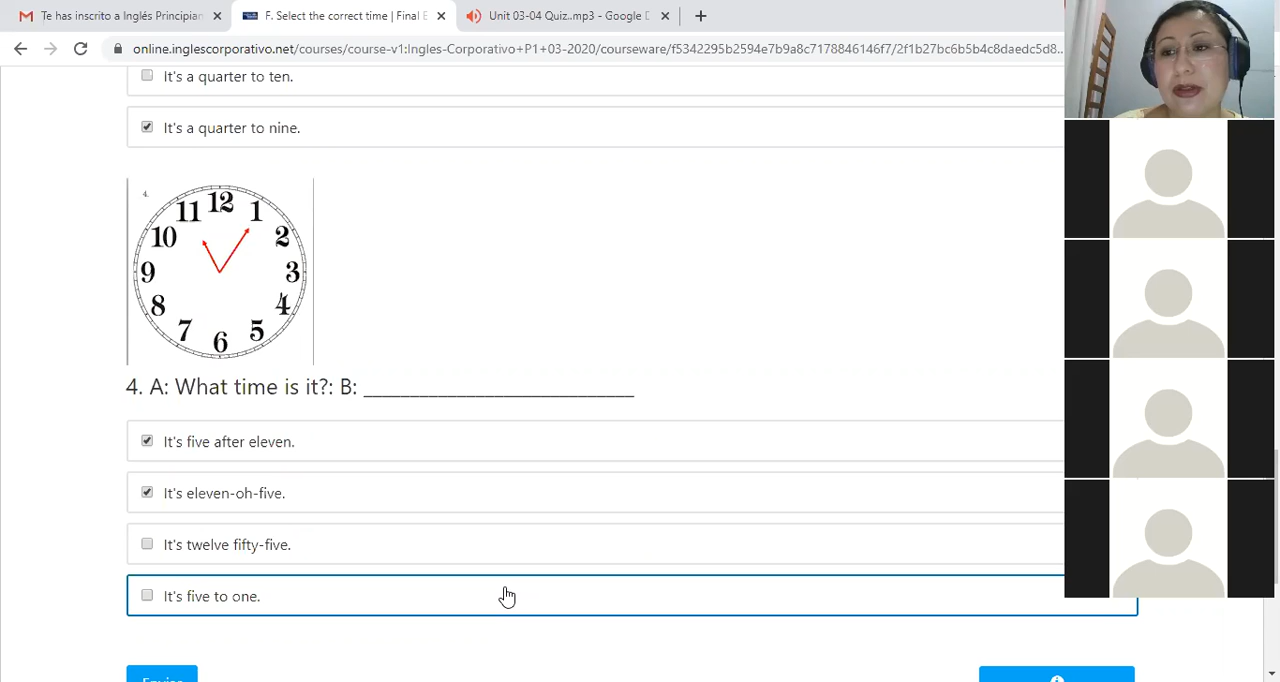 Te has inscrito a Inglés Principian
F. Select the correct time | Final E
Unit 03-04 Quiz..mp3 - Google D
online.inglescorporativo.net/courses/course-v1:Ingles-Corporativo+P1+03-2020/courseware/f5342295b2594e7b9a8c7178846146f7/2f1b27bc6b5b4c8daedc5d8...
It's a quarter to ten.
It's a quarter to nine.
4.
12
11 1
10 2
9 3
8 4
7 5
6
4. A: What time is it?: B: ___________________________
It's five after eleven.
It's eleven-oh-five.
It's twelve fifty-five.
It's five to one.
Enviar